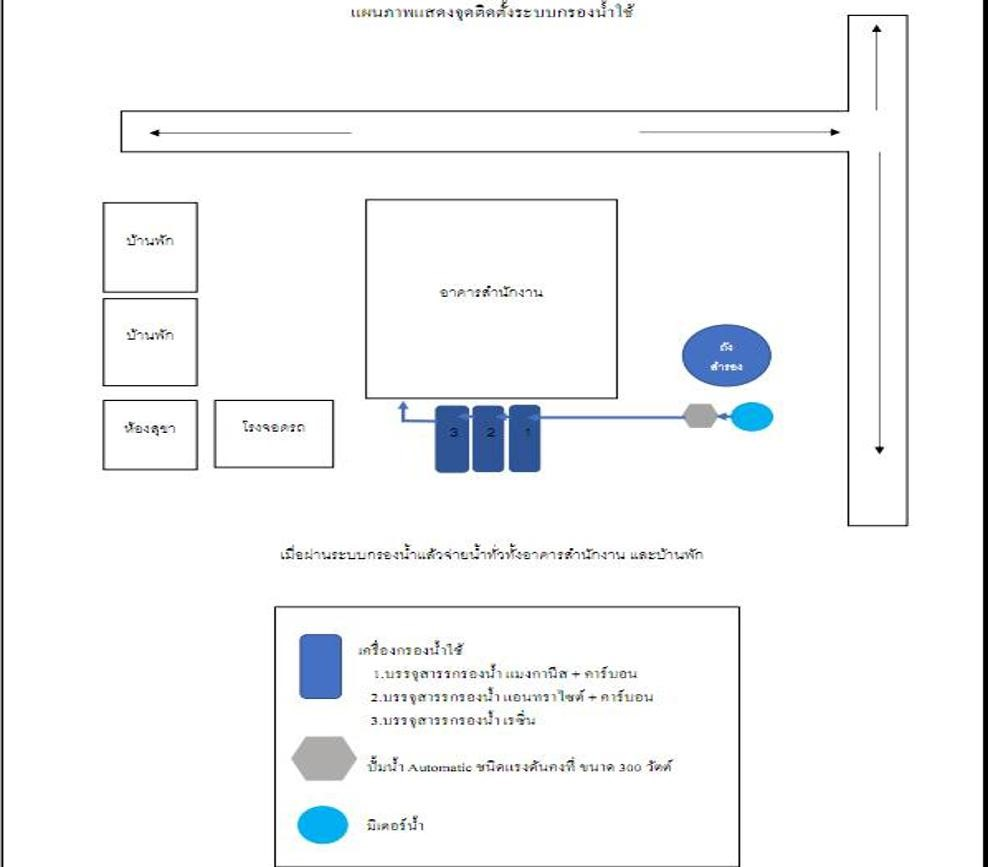 แผนภาพแสดงจุดติดตั้งระบบกรองน้ำใช้
บ้านพัก
อาคารสำนักงาน
บ้านพัก
ถัง
สำรอง
ห้องสุขา
โรงจอดรถ
3
2
1
เมื่อผ่านระบบกรองน้ำแล้วจ่ายน้ำทั่วทั้งอาคารสำนักงาน และบ้านพัก
เครื่องกรองน้ำใช้
1.บรรจุสารรกรองน้ำ แมงกานีส + คาร์บอน
2.บรรจุสารรกรองน้ำ แอนทราไซต์ + คาร์บอน
3.บรรจุสารรกรองน้ำ เรซิ่น
ปั้มน้ำ Automatic ชนิดแรงดันคงที่ ขนาด 300 วัตต์
มิเตอร์น้ำ